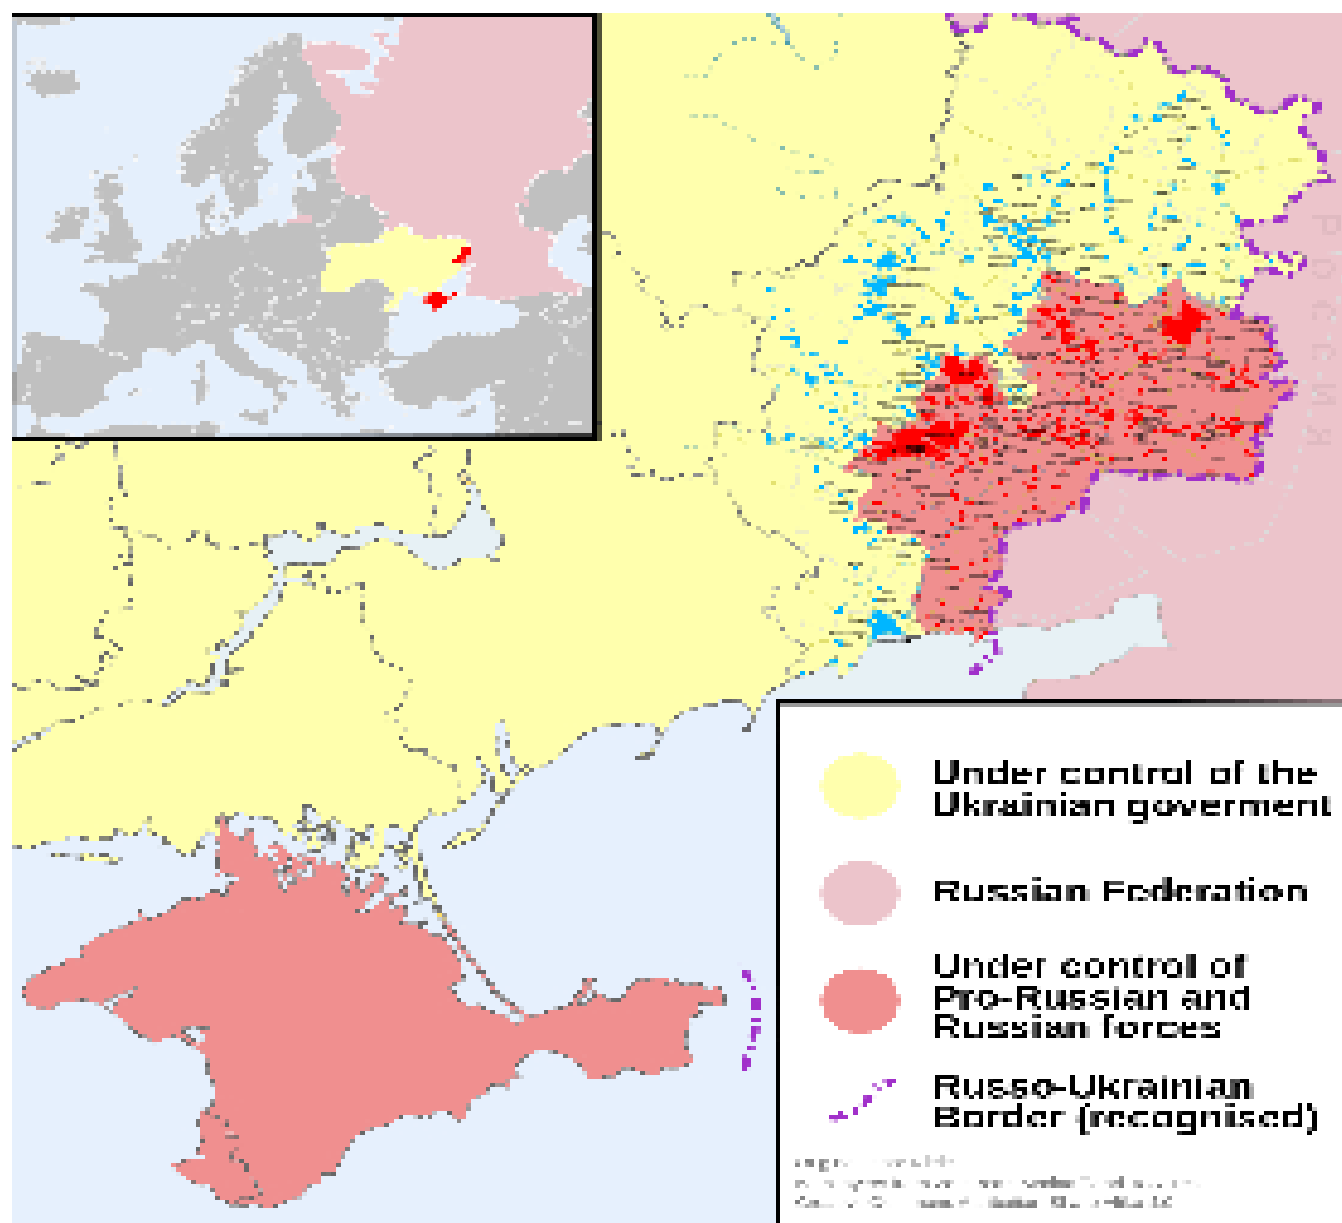 Under control of the
Ukrainian goverment
Russian Federation
Under control of
Pro-Russian and
Russian forces
Russo-Ukrainian
Border (recognised)